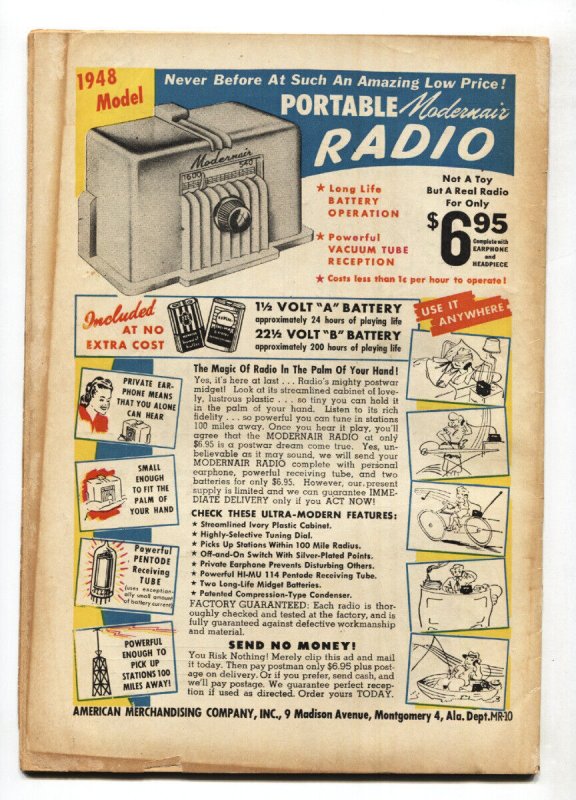 1948
Model
Never Before At Such An Amazing Low Price!
PORTABLE Modernair
RADIO
Modernair
1600 540
Not A Toy
But A Real Radio
For Only
$6.95
Complete with
EARPHONE
and
HEADPIECE
★ Long Life
BATTERY
OPERATION
★ Powerful
VACUUM TUBE
RECEPTION
★ Costs less than 1¢ per hour to operate!
Included
AT NO
EXTRA COST
1½ VOLT "A" BATTERY
approximately 24 hours of playing life
22½ VOLT "B" BATTERY
approximately 200 hours of playing life
USE IT
ANYWHERE
PRIVATE EAR-
PHONE MEANS
THAT YOU ALONE
CAN HEAR
SMALL
ENOUGH
TO FIT THE
PALM OF
YOUR HAND
Powerful
PENTODE
Receiving
TUBE
(uses exception-
ally small amount
of battery current)
POWERFUL
ENOUGH TO
PICK UP
STATIONS 100
MILES AWAY!
The Magic Of Radio In The Palm Of Your Hand!
Yes, it's here at last . . . Radio's mighty postwar
midget! Look at its streamlined cabinet of love-
ly, lustrous plastic . . . so tiny you can hold it
in the palm of your hand. Listen to its rich
fidelity . . . so powerful you can tune in stations
100 miles away. Once you hear it play, you'll
agree that the MODERNAIR RADIO at only
$6.95 is a postwar dream come true. Yes, un-
believable as it may sound, we will send your
MODERNAIR RADIO complete with personal
earphone, powerful receiving tube, and two
batteries for only $6.95. However, our present
supply is limited and we can guarantee IMME-
DIATE DELIVERY only if you ACT NOW!
CHECK THESE ULTRA-MODERN FEATURES:
★ Streamlined Ivory Plastic Cabinet.
★ Highly-Selective Tuning Dial.
★ Picks Up Stations Within 100 Mile Radius.
★ Off-and-On Switch With Silver-Plated Points.
★ Private Earphone Prevents Disturbing Others.
★ Powerful HI-MU 114 Pentode Receiving Tube.
★ Two Long-Life Midget Batteries.
★ Patented Compression-Type Condenser.
FACTORY GUARANTEED: Each radio is thor-
oughly checked and tested at the factory, and is
fully guaranteed against defective workmanship
and material.
SEND NO MONEY!
You Risk Nothing! Merely clip this ad and mail
it today. Then pay postman only $6.95 plus post-
age on delivery. Or if you prefer, send cash, and
we'll pay postage. We guarantee perfect recep-
tion if used as directed. Order yours TODAY.
AMERICAN MERCHANDISING COMPANY, INC., 9 Madison Avenue, Montgomery 4, Ala. Dept.MR-10